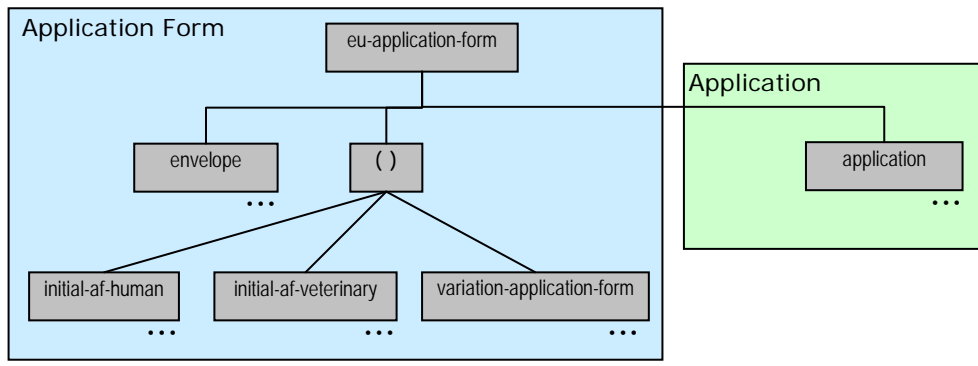 Application Form
eu-application-form
Application
envelope
( )
application
...
...
initial-af-human
initial-af-veterinary
variation-application-form
...
...
...